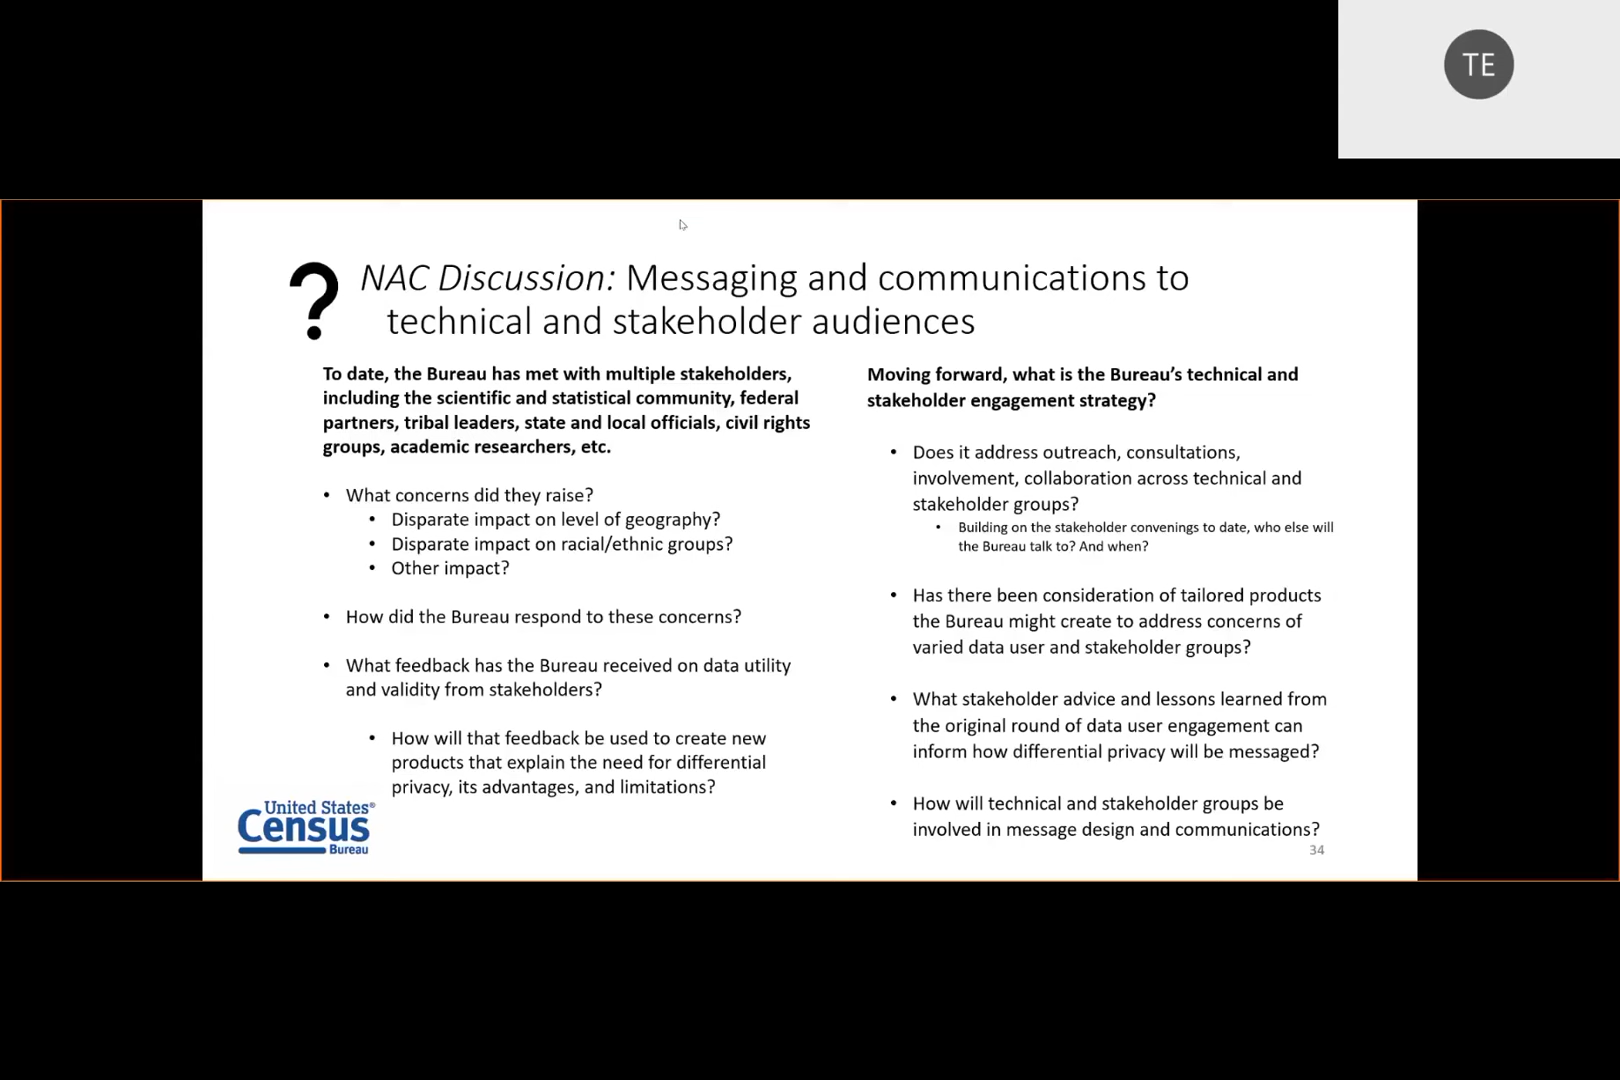 TE
? NAC Discussion: Messaging and communications to
technical and stakeholder audiences
To date, the Bureau has met with multiple stakeholders,
including the scientific and statistical community, federal
partners, tribal leaders, state and local officials, civil rights
groups, academic researchers, etc.
• What concerns did they raise?
• Disparate impact on level of geography?
• Disparate impact on racial/ethnic groups?
• Other impact?
• How did the Bureau respond to these concerns?
• What feedback has the Bureau received on data utility
and validity from stakeholders?
• How will that feedback be used to create new
products that explain the need for differential
privacy, its advantages, and limitations?
Moving forward, what is the Bureau's technical and
stakeholder engagement strategy?
• Does it address outreach, consultations,
involvement, collaboration across technical and
stakeholder groups?
• Building on the stakeholder convenings to date, who else will
the Bureau talk to? And when?
• Has there been consideration of tailored products
the Bureau might create to address concerns of
varied data user and stakeholder groups?
• What stakeholder advice and lessons learned from
the original round of data user engagement can
inform how differential privacy will be messaged?
• How will technical and stakeholder groups be
involved in message design and communications?
United States®
Census
Bureau
34